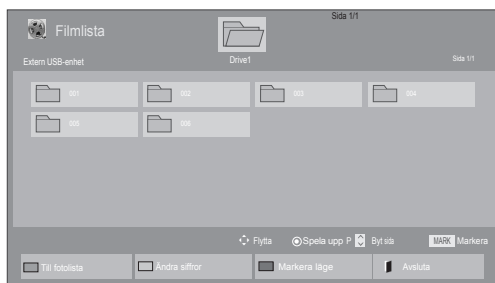 Sida 1/1
Filmlista
Extern USB-enhet
Drive1
Sida 1/1
001
002
003
004
005
006
Flytta
Spela upp
P
Byt sida
MARK
Markera
Till fotolista
Ändra siffror
Markera läge
Avsluta